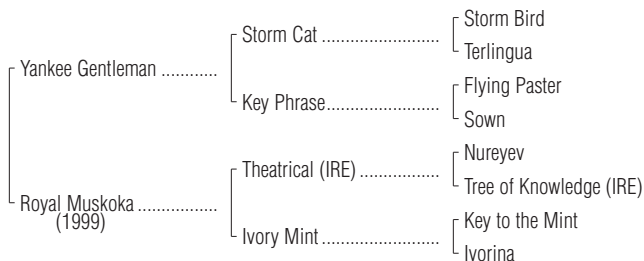 Storm Bird
Storm Cat ........................
Terlingua
Yankee Gentleman ............
Flying Paster
Key Phrase.......................
Sown
Nureyev
Theatrical (IRE) .................
Tree of Knowledge (IRE)
Royal Muskoka .................
(1999)
Key to the Mint
Ivory Mint.........................
Ivorina